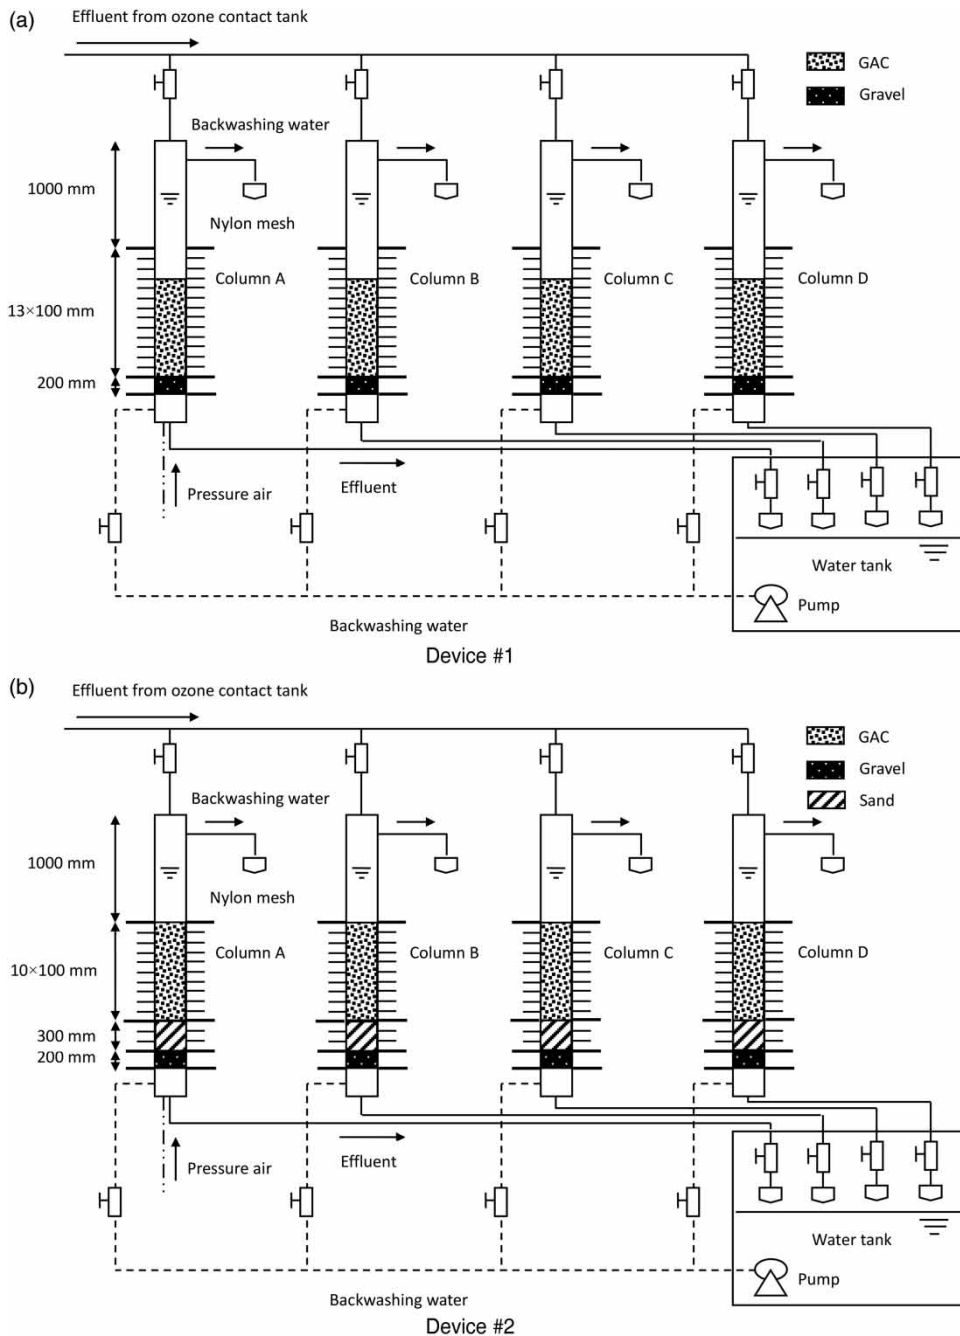 (a)
Effluent from ozone contact tank
GAC
Gravel
Backwashing water
1000 mm
Nylon mesh
Column A
Column B
Column C
Column D
13×100 mm
200 mm
Pressure air
Effluent
Water tank
Pump
Backwashing water
Device #1
(b)
Effluent from ozone contact tank
GAC
Gravel
Sand
Backwashing water
1000 mm
Nylon mesh
Column A
Column B
Column C
Column D
10×100 mm
300 mm
200 mm
Pressure air
Effluent
Water tank
Pump
Backwashing water
Device #2